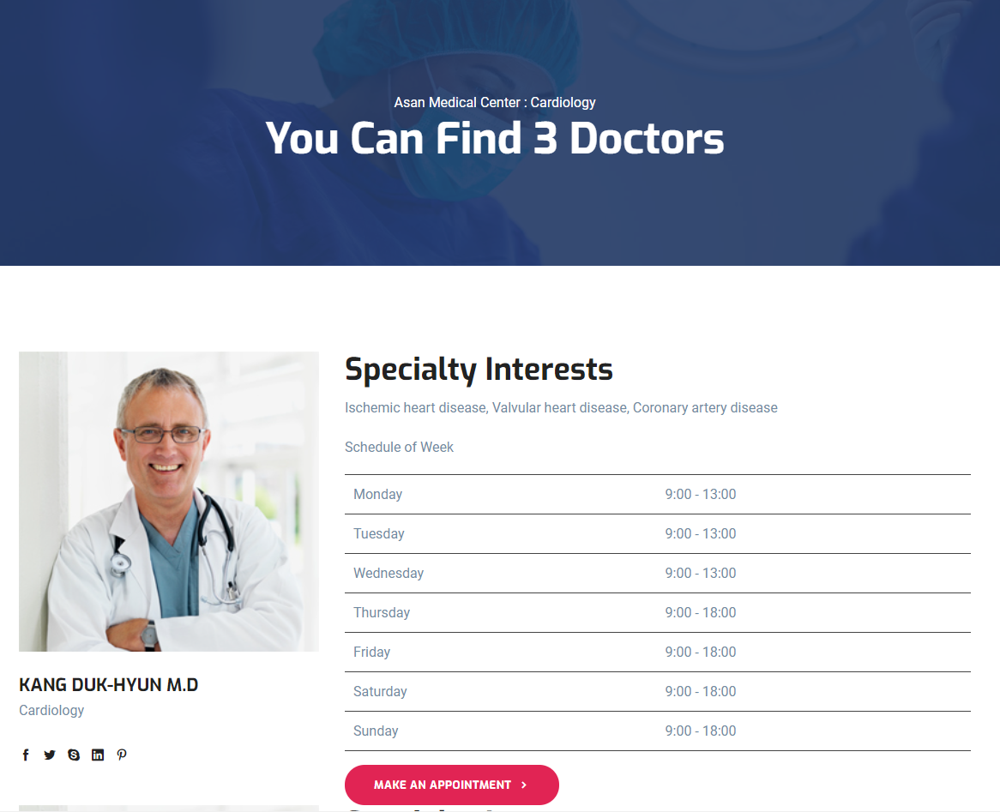 Asan Medical Center : Cardiology
You Can Find 3 Doctors
Specialty Interests
Ischemic heart disease, Valvular heart disease, Coronary artery disease
Schedule of Week
Monday 9:00 - 13:00
Tuesday 9:00 - 13:00
Wednesday 9:00 - 13:00
Thursday 9:00 - 18:00
Friday 9:00 - 18:00
Saturday 9:00 - 18:00
Sunday 9:00 - 18:00
KANG DUK-HYUN M.D
Cardiology
MAKE AN APPOINTMENT